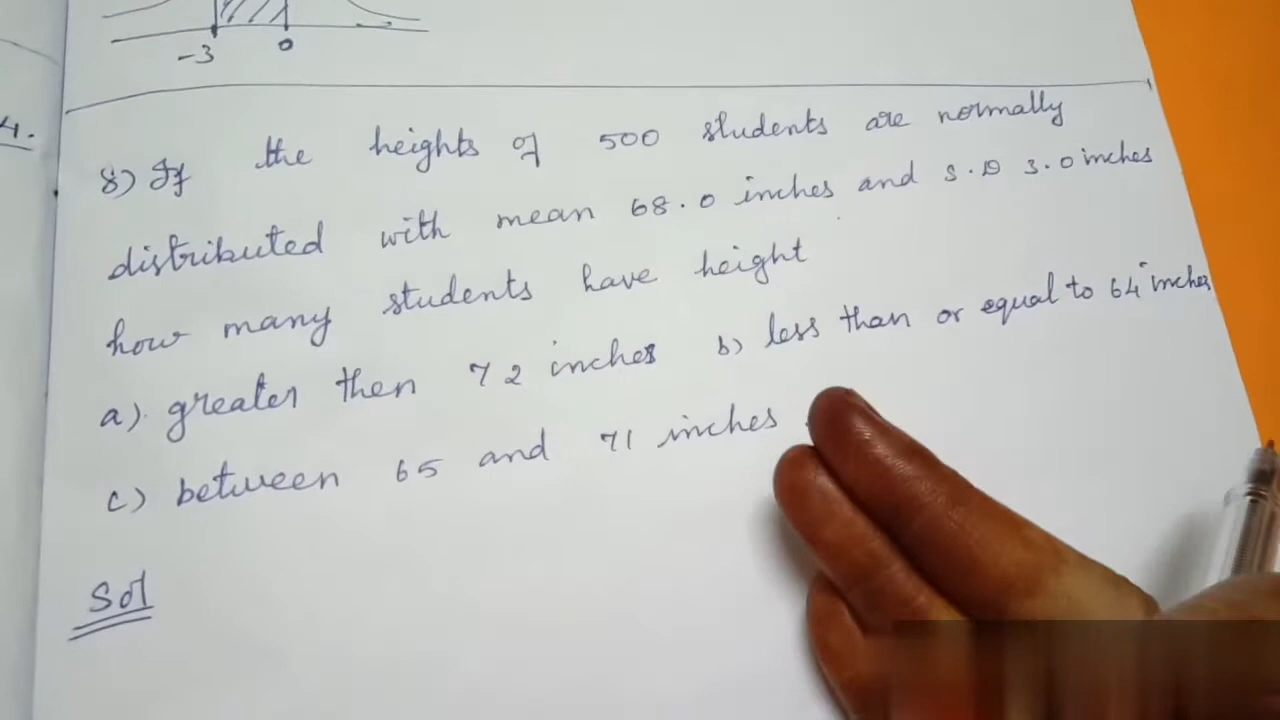 -3 0
4.
8) If the heights of 500 students are normally
distributed with mean 68.0 inches and S.D 3.0 inches
how many students have height
a). greater then 72 inches b) less than or equal to 64 inches
c) between 65 and 71 inches
Sol